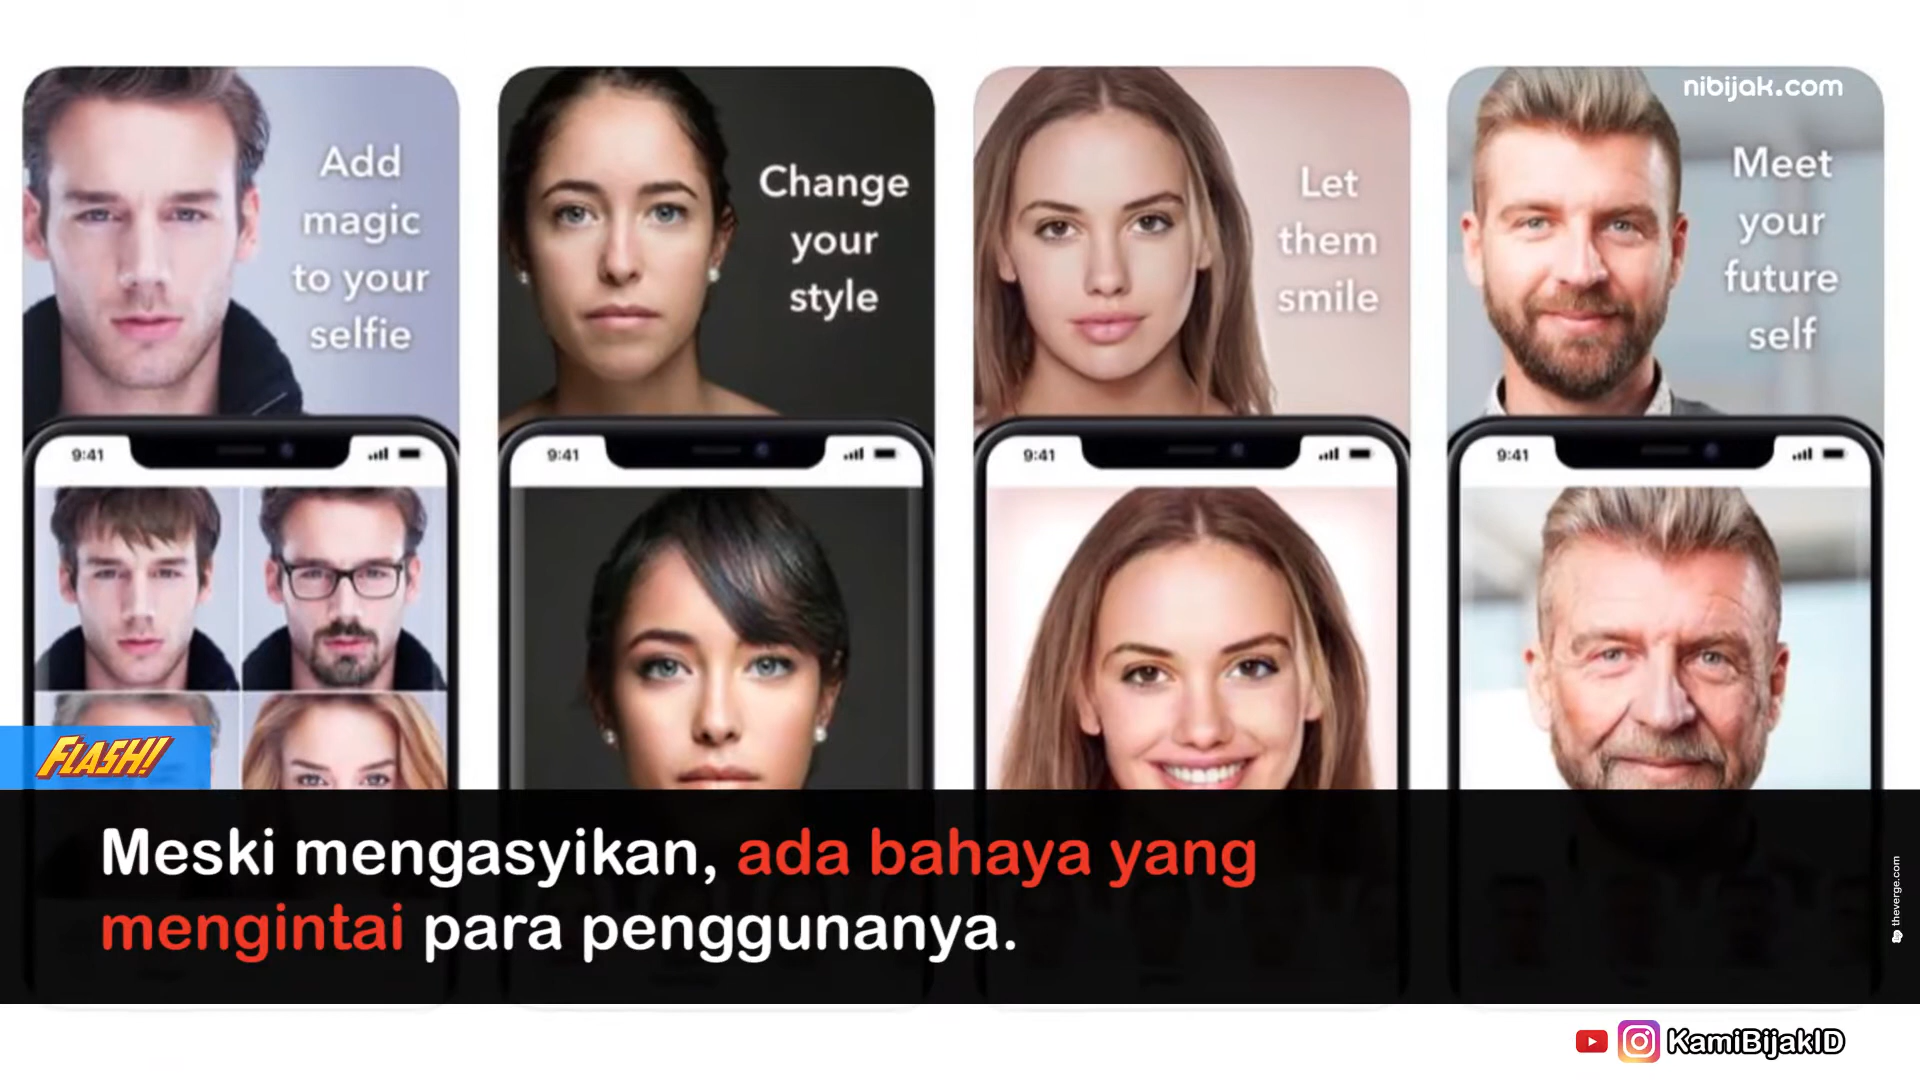 nibijak.com
Add
magic
to your
selfie
Change
your
style
Let
them
smile
Meet
your
future
self
9:41
9:41
9:41
9:41
FLASH!
Meski mengasyikan, ada bahaya yang
mengintai para penggunanya.
theverge.com
KamiBijakID